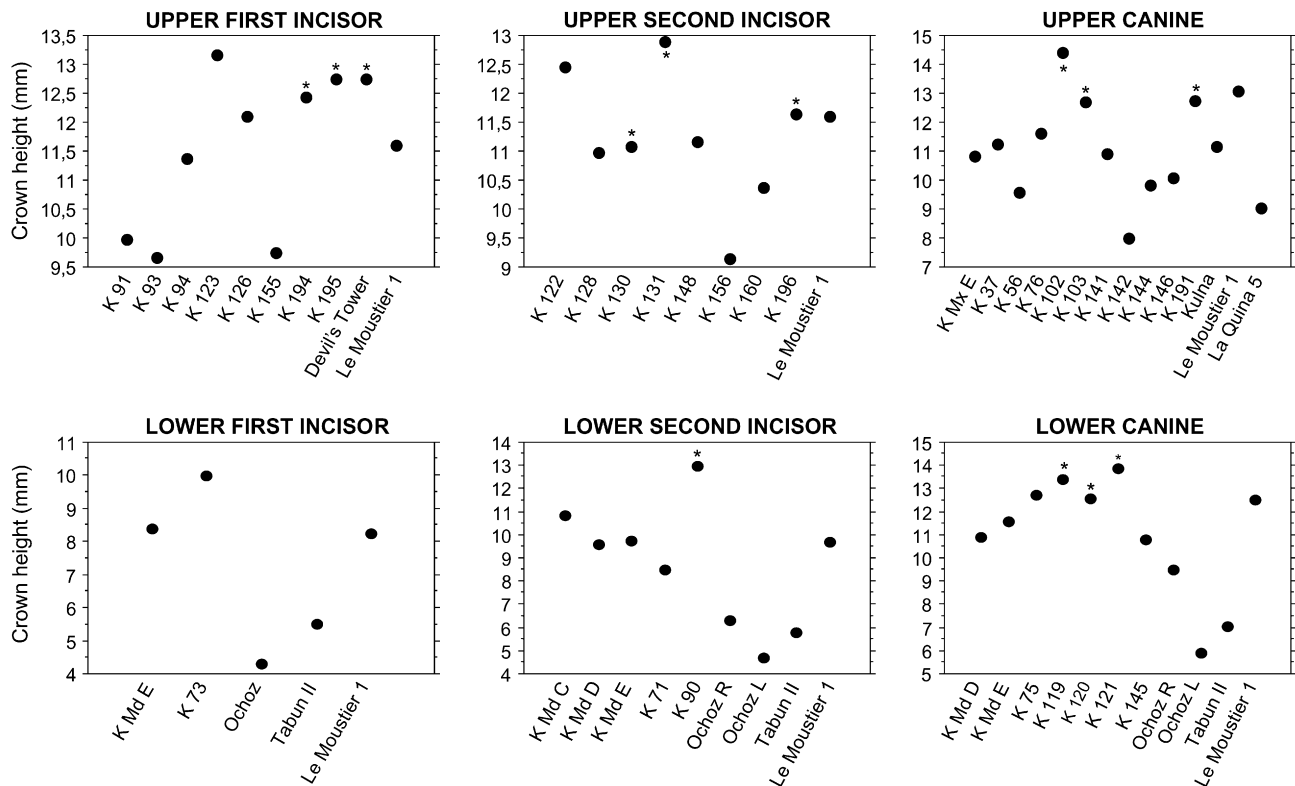 UPPER FIRST INCISOR
Crown height (mm)
13,5
13
12,5
12
11,5
11
10,5
10
9,5
K 91
K 93
K 94
K 123
K 126
K 155
K 194
K 195
Devil's Tower
Le Moustier 1
*
*
*
UPPER SECOND INCISOR
13
12,5
12
11,5
11
10,5
10
9,5
9
K 122
K 128
K 130
K 131
K 148
K 156
K 160
K 196
Le Moustier 1
*
*
*
UPPER CANINE
15
14
13
12
11
10
9
8
7
K Mx E
K 37
K 56
K 76
K 102
K 103
K 141
K 142
K 144
K 146
K 191
Kulna
Le Moustier 1
La Quina 5
*
*
*
LOWER FIRST INCISOR
Crown height (mm)
11
10
9
8
7
6
5
4
K Md E
K 73
Ochoz
Tabun II
Le Moustier 1
LOWER SECOND INCISOR
14
13
12
11
10
9
8
7
6
5
4
K Md C
K Md D
K Md E
K 71
K 90
Ochoz R
Ochoz L
Tabun II
Le Moustier 1
*
LOWER CANINE
15
14
13
12
11
10
9
8
7
6
5
K Md D
K Md E
K 75
K 119
K 120
K 121
K 145
Ochoz R
Ochoz L
Tabun II
Le Moustier 1
*
*
*